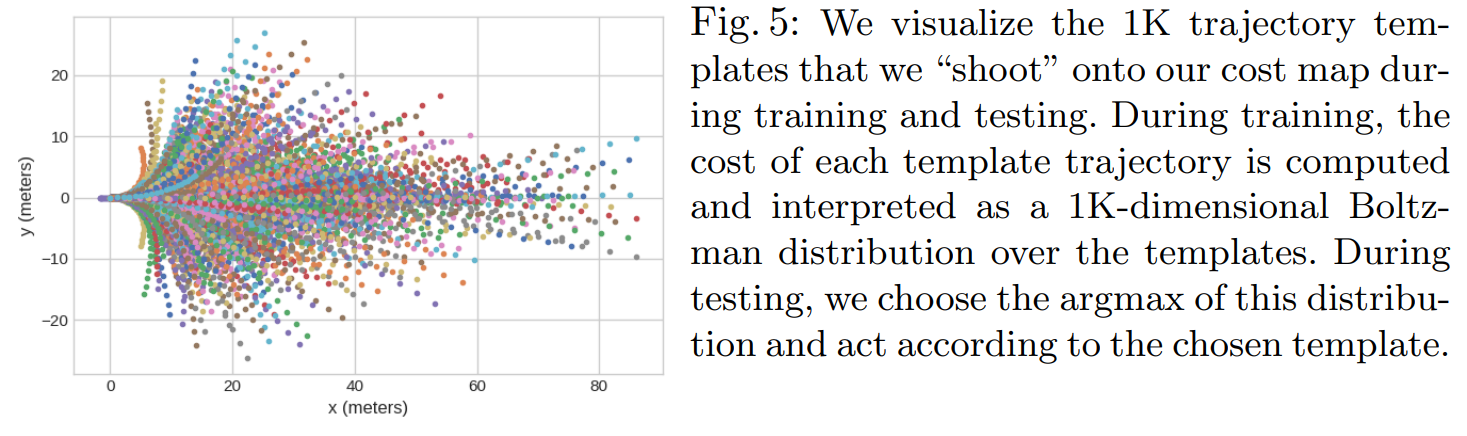 20
10
0
−10
−20
y (meters)
0 20 40 60 80
x (meters)
Fig. 5: We visualize the 1K trajectory tem-
plates that we “shoot” onto our cost map dur-
ing training and testing. During training, the
cost of each template trajectory is computed
and interpreted as a 1K-dimensional Boltz-
man distribution over the templates. During
testing, we choose the argmax of this distribu-
tion and act according to the chosen template.